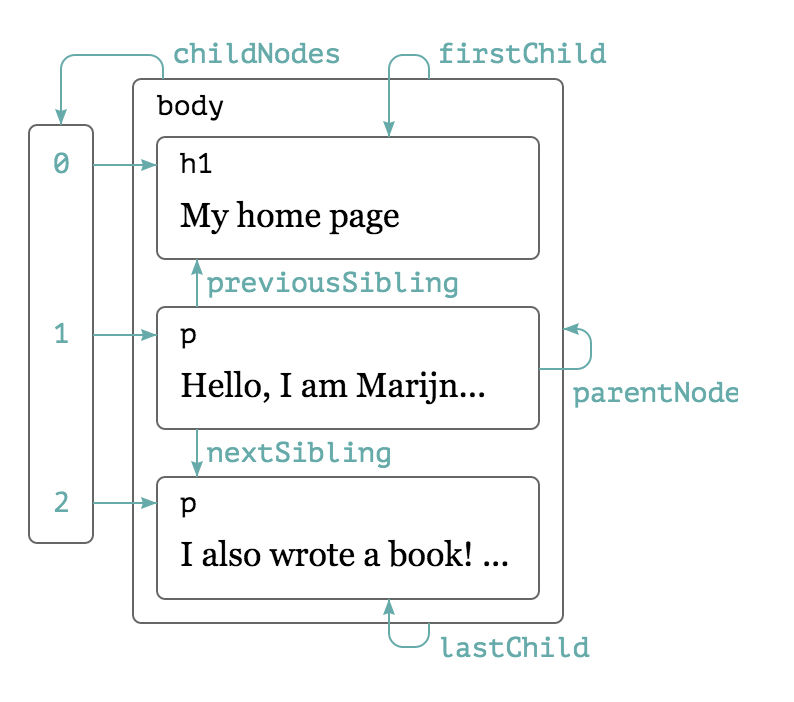 childNodes
firstChild
body
0
h1
My home page
previousSibling
1
p
Hello, I am Marijn...
parentNode
nextSibling
2
p
I also wrote a book! ...
lastChild